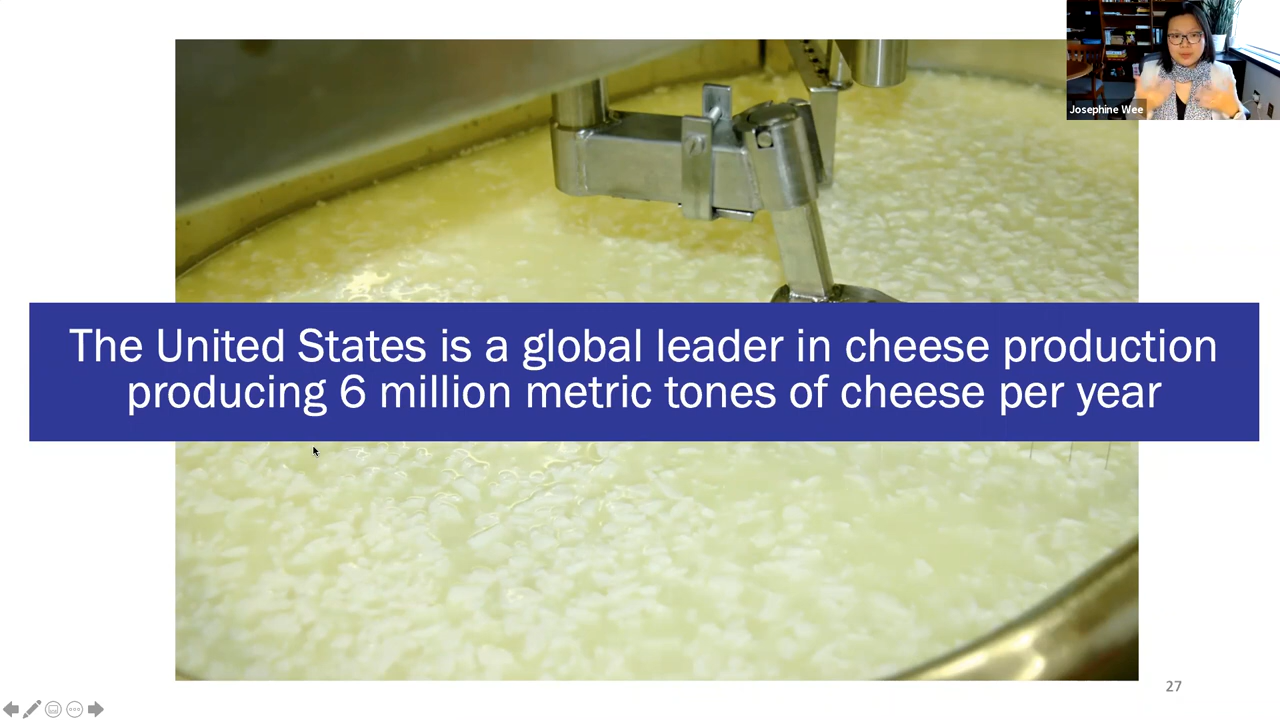 Josephine Wee
The United States is a global leader in cheese production
producing 6 million metric tones of cheese per year
27